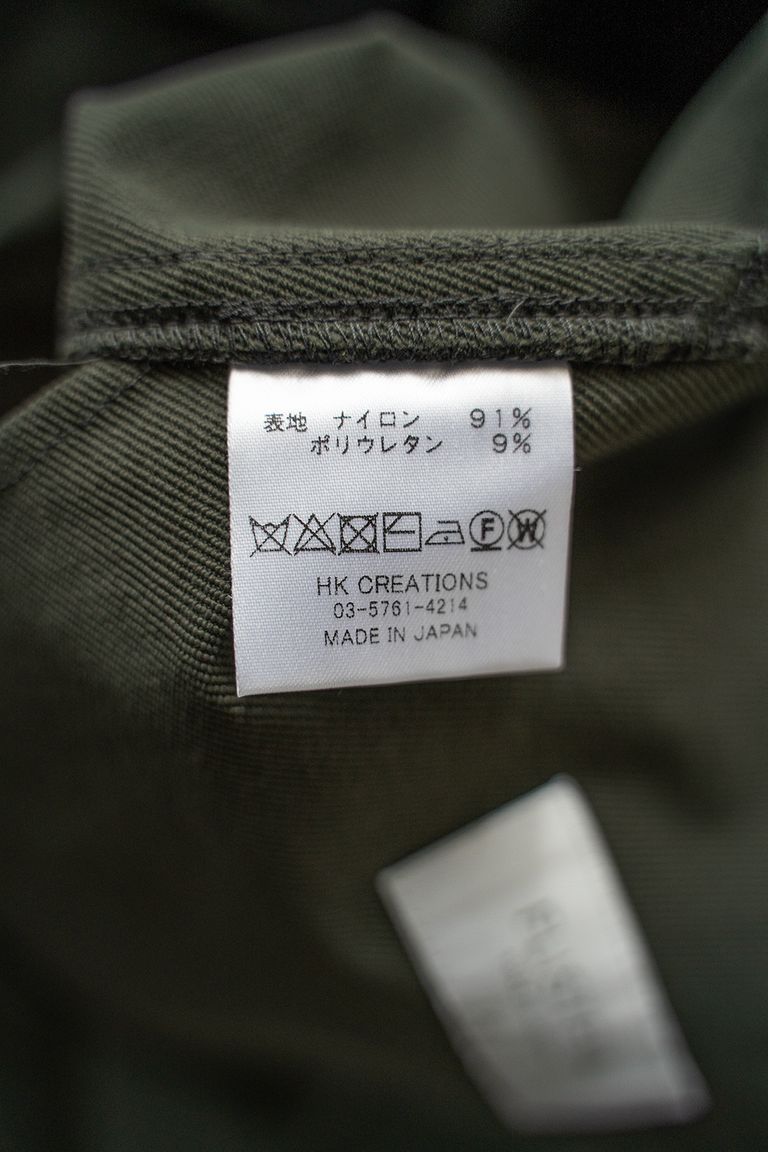 表地 ナイロン 91%
ポリウレタン 9%
F W
HK CREATIONS
03-5761-4214
MADE IN JAPAN